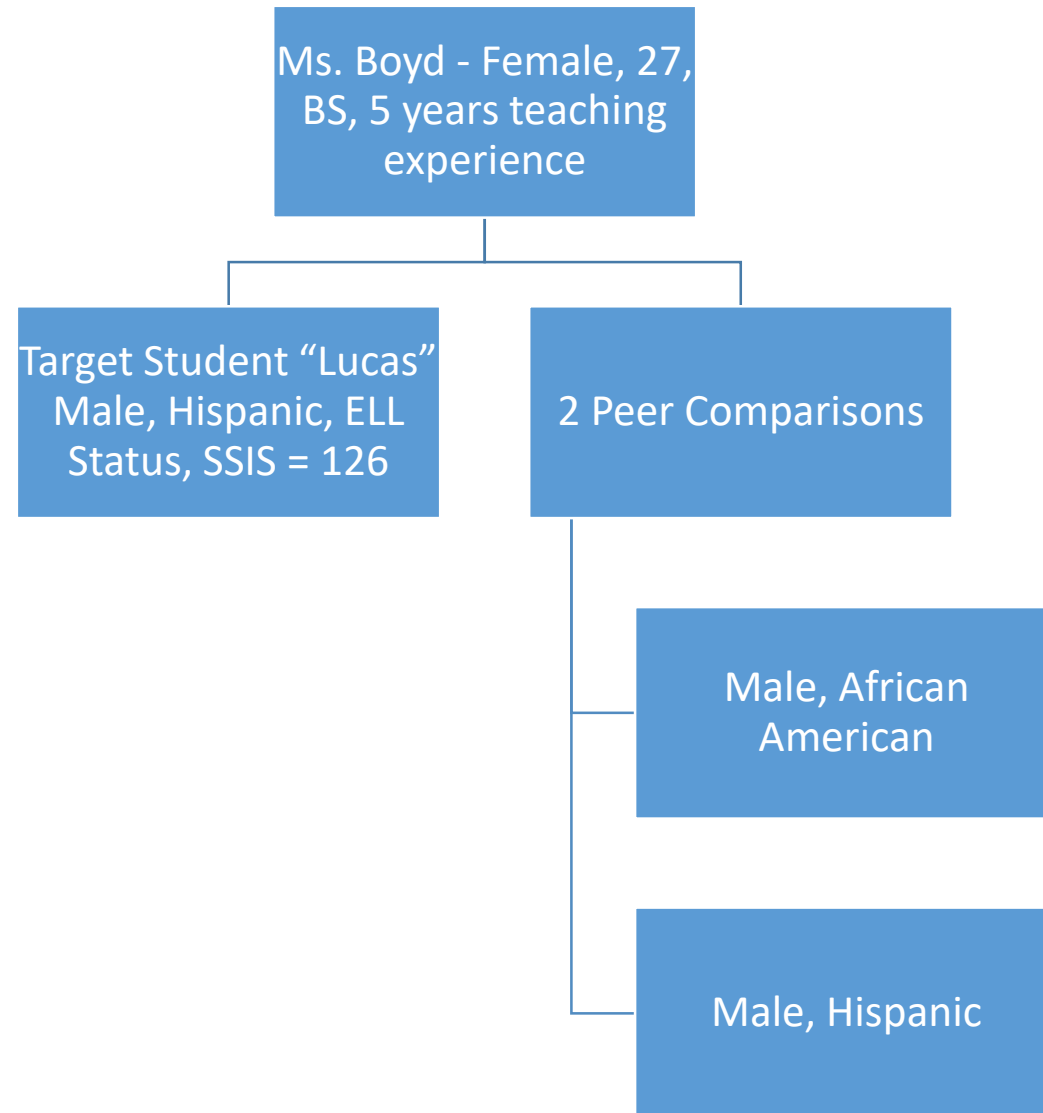 Ms. Boyd - Female, 27,
BS, 5 years teaching
experience
Target Student “Lucas”
Male, Hispanic, ELL
Status, SSIS = 126
2 Peer Comparisons
Male, African
American
Male, Hispanic